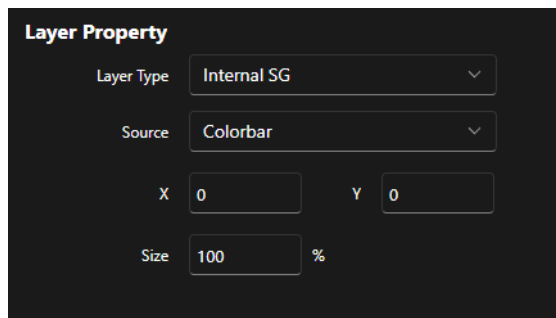 Layer Property
Layer Type Internal SG
Source Colorbar
X 0 Y 0
Size 100 %